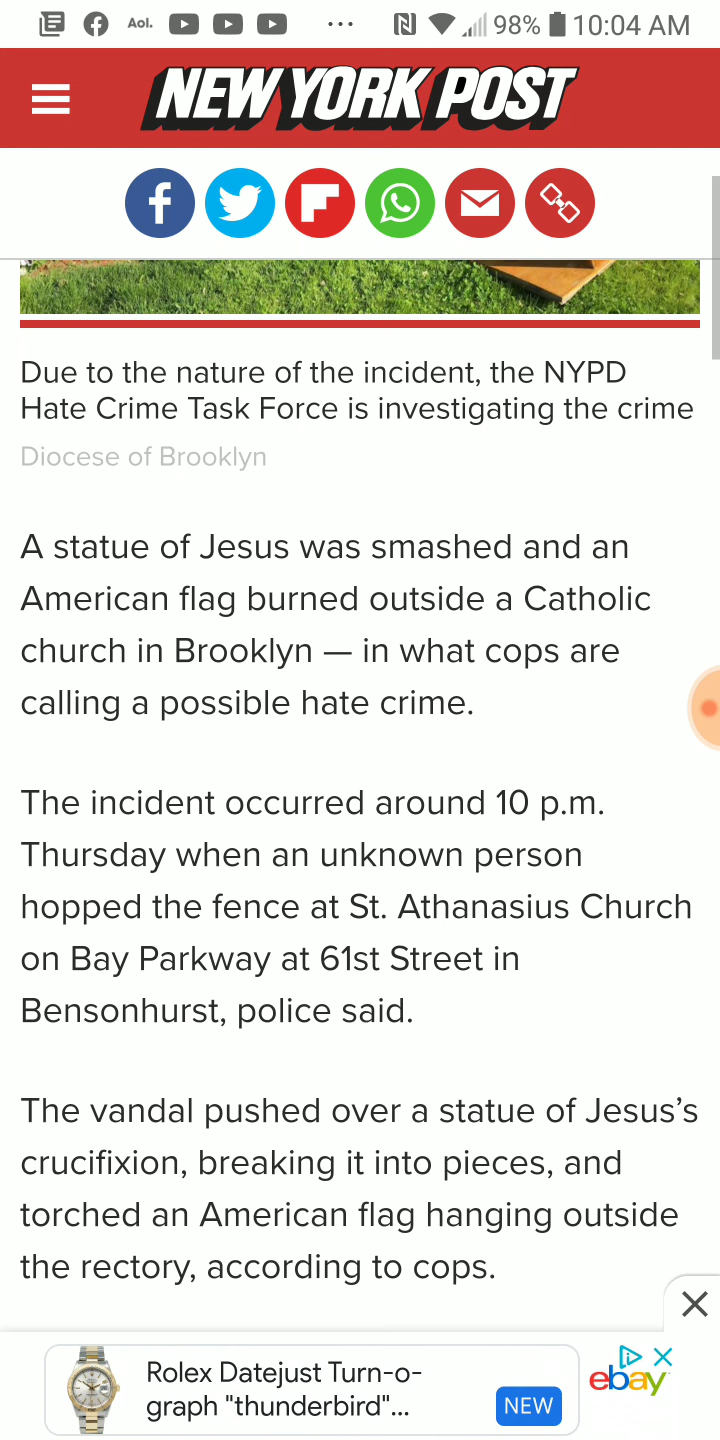 Aol. ... 98% 10:04 AM
NEW YORK POST
Due to the nature of the incident, the NYPD
Hate Crime Task Force is investigating the crime
Diocese of Brooklyn
A statue of Jesus was smashed and an
American flag burned outside a Catholic
church in Brooklyn — in what cops are
calling a possible hate crime.
The incident occurred around 10 p.m.
Thursday when an unknown person
hopped the fence at St. Athanasius Church
on Bay Parkway at 61st Street in
Bensonhurst, police said.
The vandal pushed over a statue of Jesus’s
crucifixion, breaking it into pieces, and
torched an American flag hanging outside
the rectory, according to cops.
Rolex Datejust Turn-o-
graph "thunderbird"...
NEW
ebay